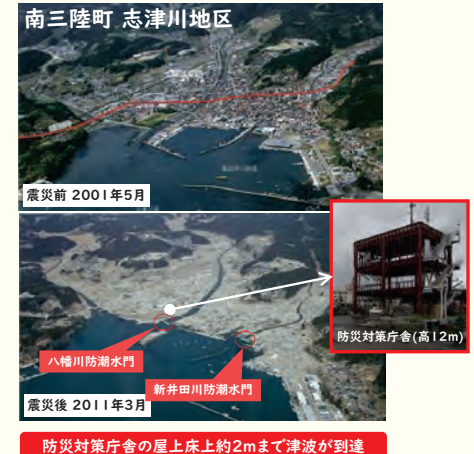 南三陸町 志津川地区
震災前 2001年5月
防災対策庁舎(高12m)
八幡川防潮水門
新井田川防潮水門
震災後 2011年3月
防災対策庁舎の屋上床上約2mまで津波が到達